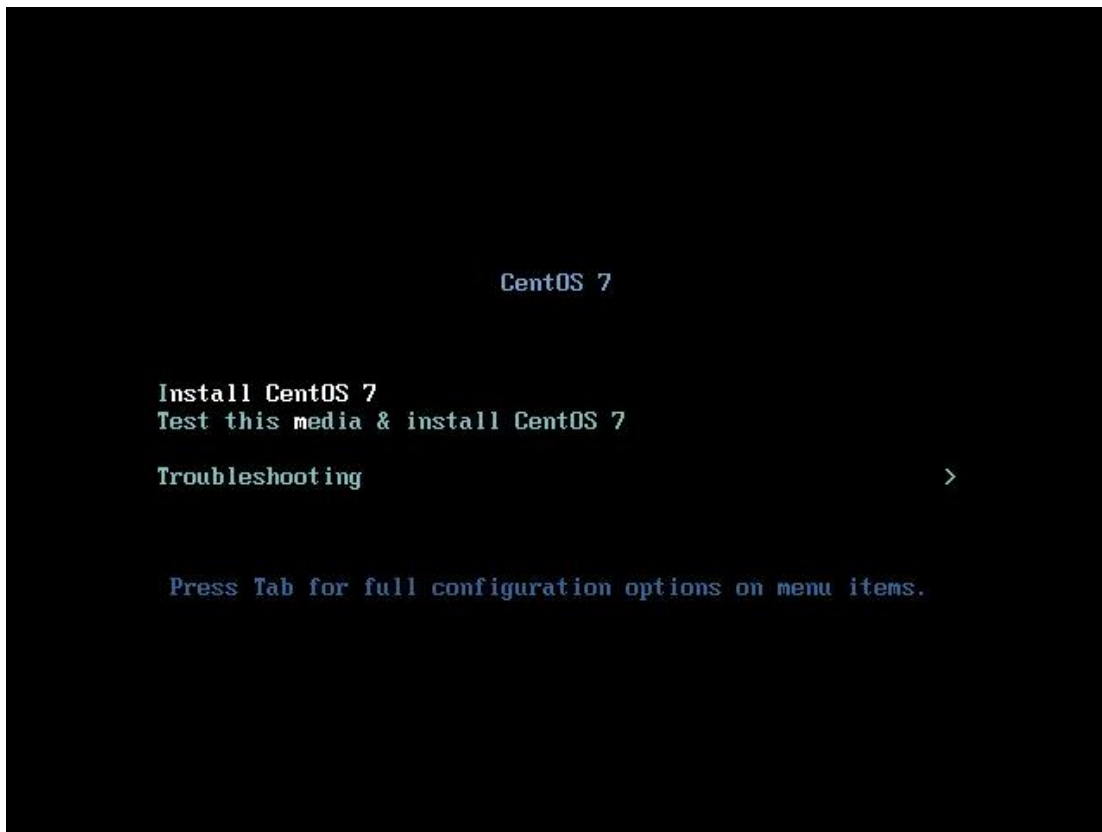 CentOS 7
Install CentOS 7
Test this media & install CentOS 7
Troubleshooting >
Press Tab for full configuration options on menu items.